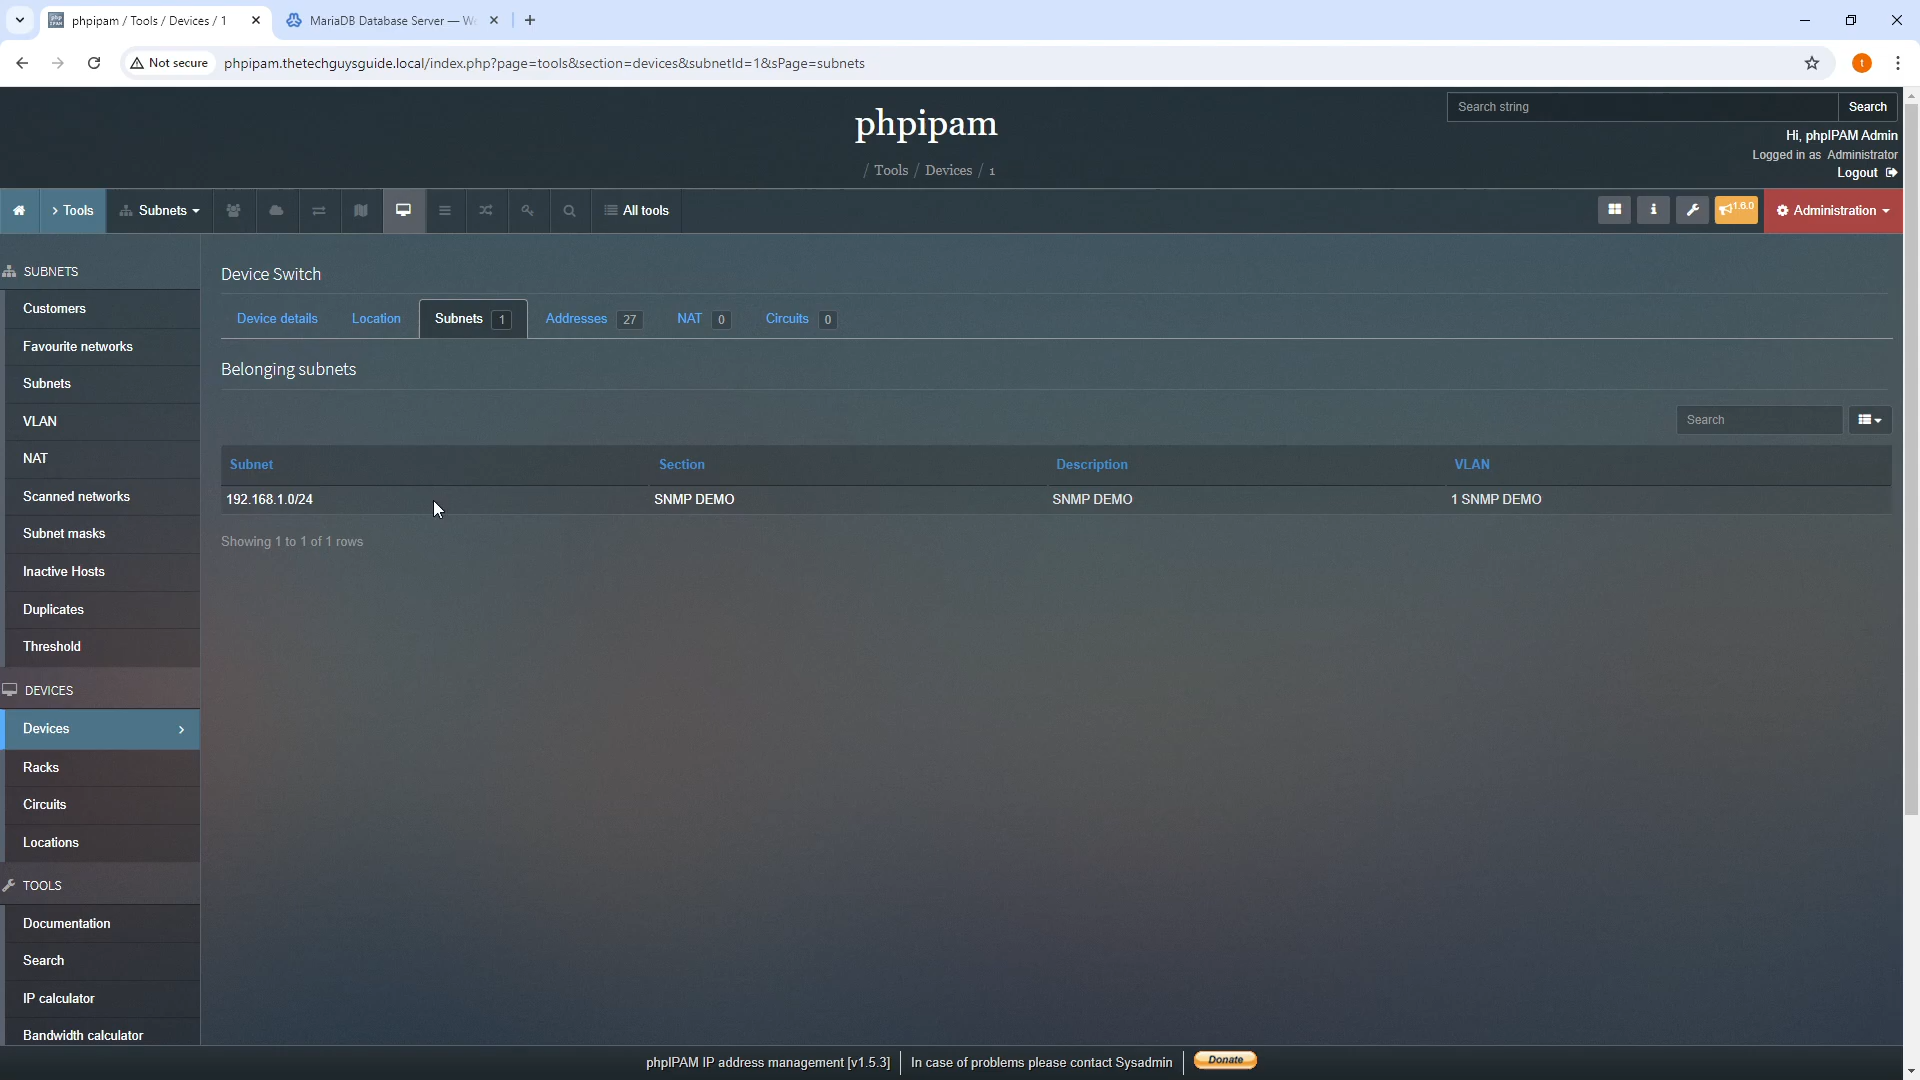 phpipam / Tools / Devices / 1
MariaDB Database Server — W
Not secure
phpipam.thetechguysguide.local/index.php?page=tools&section=devices&subnetId=1&sPage=subnets
t
phpipam
/ Tools / Devices / 1
Search string
Search
Hi, phpIPAM Admin
Logged in as Administrator
Logout
> Tools
Subnets
All tools
1.6.0
Administration
SUBNETS
Customers
Favourite networks
Subnets
VLAN
NAT
Scanned networks
Subnet masks
Inactive Hosts
Duplicates
Threshold
DEVICES
Devices
Racks
Circuits
Locations
TOOLS
Documentation
Search
IP calculator
Bandwidth calculator
Device Switch
Device details Location Subnets 1 Addresses 27 NAT 0 Circuits 0
Belonging subnets
Search
Subnet Section Description VLAN
192.168.1.0/24 SNMP DEMO SNMP DEMO 1 SNMP DEMO
Showing 1 to 1 of 1 rows
phpIPAM IP address management [v1.5.3] In case of problems please contact Sysadmin Donate